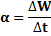 α = ΔW / Δt